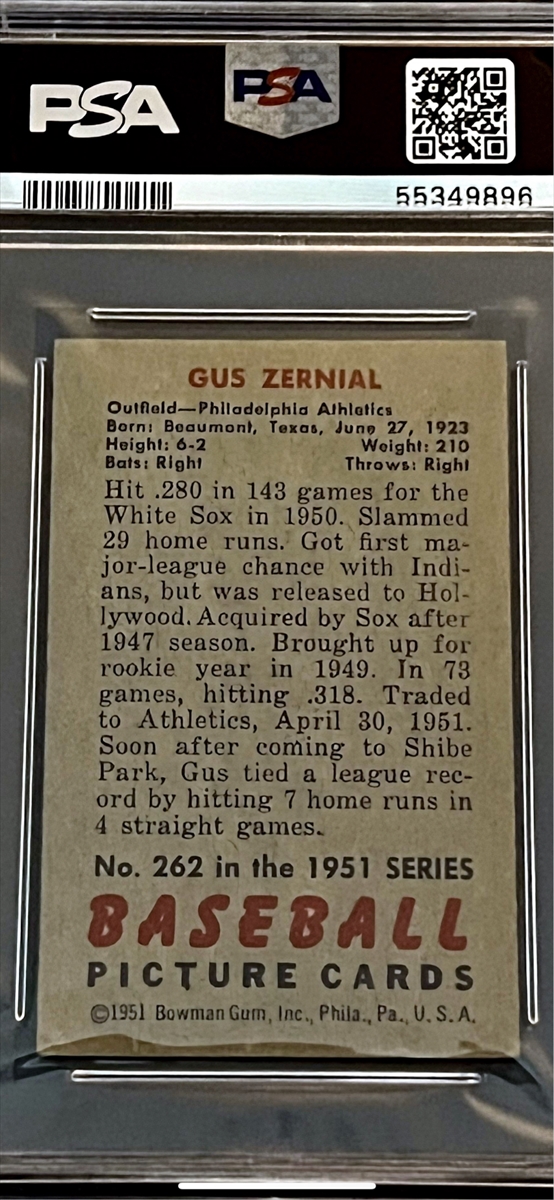 PSA PSA
55349896
GUS ZERNIAL
Outfield—Philadelphia Athletics
Born: Beaumont, Texas, June 27, 1923
Height: 6-2 Weight: 210
Bats: Right Throws: Right
Hit .280 in 143 games for the
White Sox in 1950. Slammed
29 home runs. Got first ma-
jor-league chance with Indi-
ans, but was released to Hol-
lywood. Acquired by Sox after
1947 season. Brought up for
rookie year in 1949. In 73
games, hitting .318. Traded
to Athletics, April 30, 1951.
Soon after coming to Shibe
Park, Gus tied a league rec-
ord by hitting 7 home runs in
4 straight games.
No. 262 in the 1951 SERIES
BASEBALL
PICTURE CARDS
©1951 Bowman Gum, Inc., Phila., Pa., U.S.A.